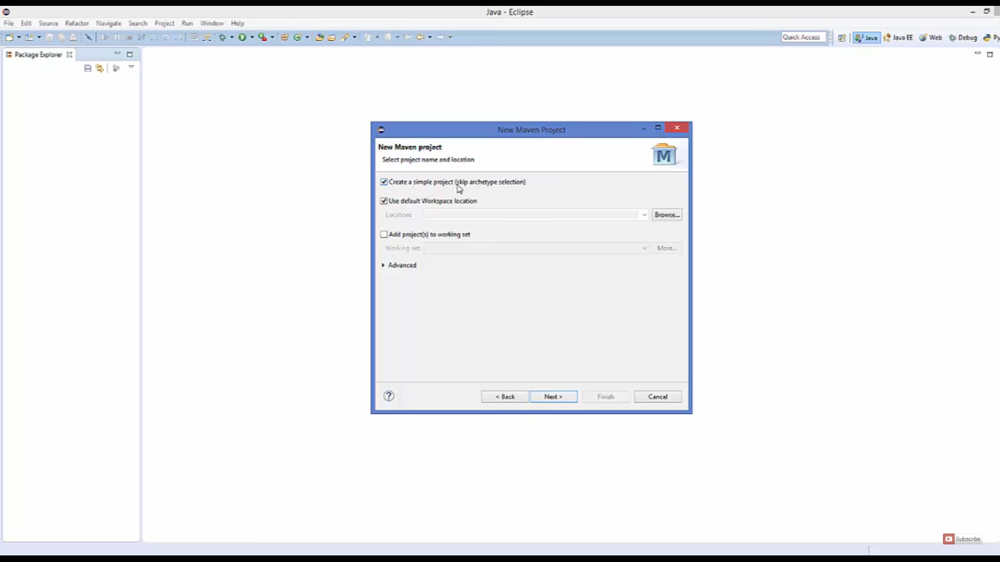 Java - Eclipse
File Edit Source Refactor Navigate Search Project Run Window Help
Quick Access Java Java EE Web Debug Py
Package Explorer
New Maven Project
New Maven project
Select project name and location
M
Create a simple project (skip archetype selection)
Use default Workspace location
Location: Browse...
Add project(s) to working set
Working set: More...
Advanced
? < Back Next > Finish Cancel
Subscribe